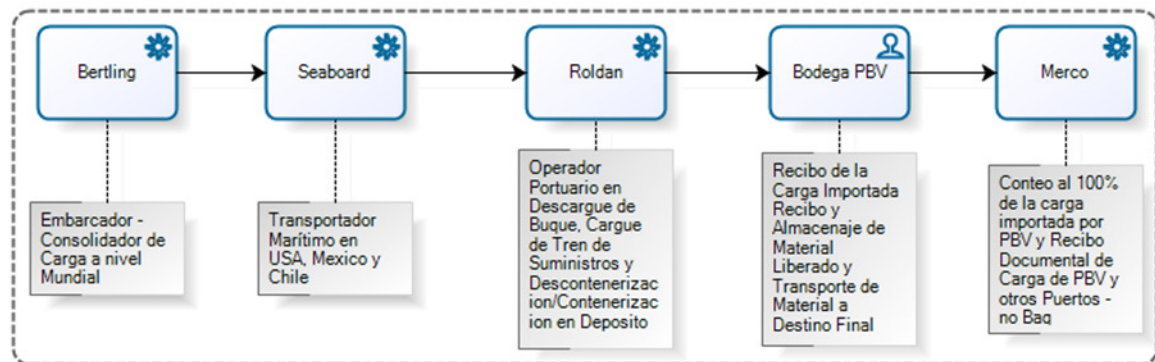 Bertling
Seaboard
Roldan
Bodega PBV
Merco
Embarcador -
Consolidador de
Carga a nivel
Mundial
Transportador
Marítimo en
USA, Mexico y
Chile
Operador
Portuario en
Descargue de
Buque, Cargue
de Tren de
Suministros y
Descontenerizac
ion/Contenerizac
ion en Deposito
Recibo de la
Carga Importada
Recibo y
Almacenaje de
Material
Liberado y
Transporte de
Material a
Destino Final
Conteo al 100%
de la carga
importada por
PBV y Recibo
Documental de
Carga de PBV y
otros Puertos -
no Baq